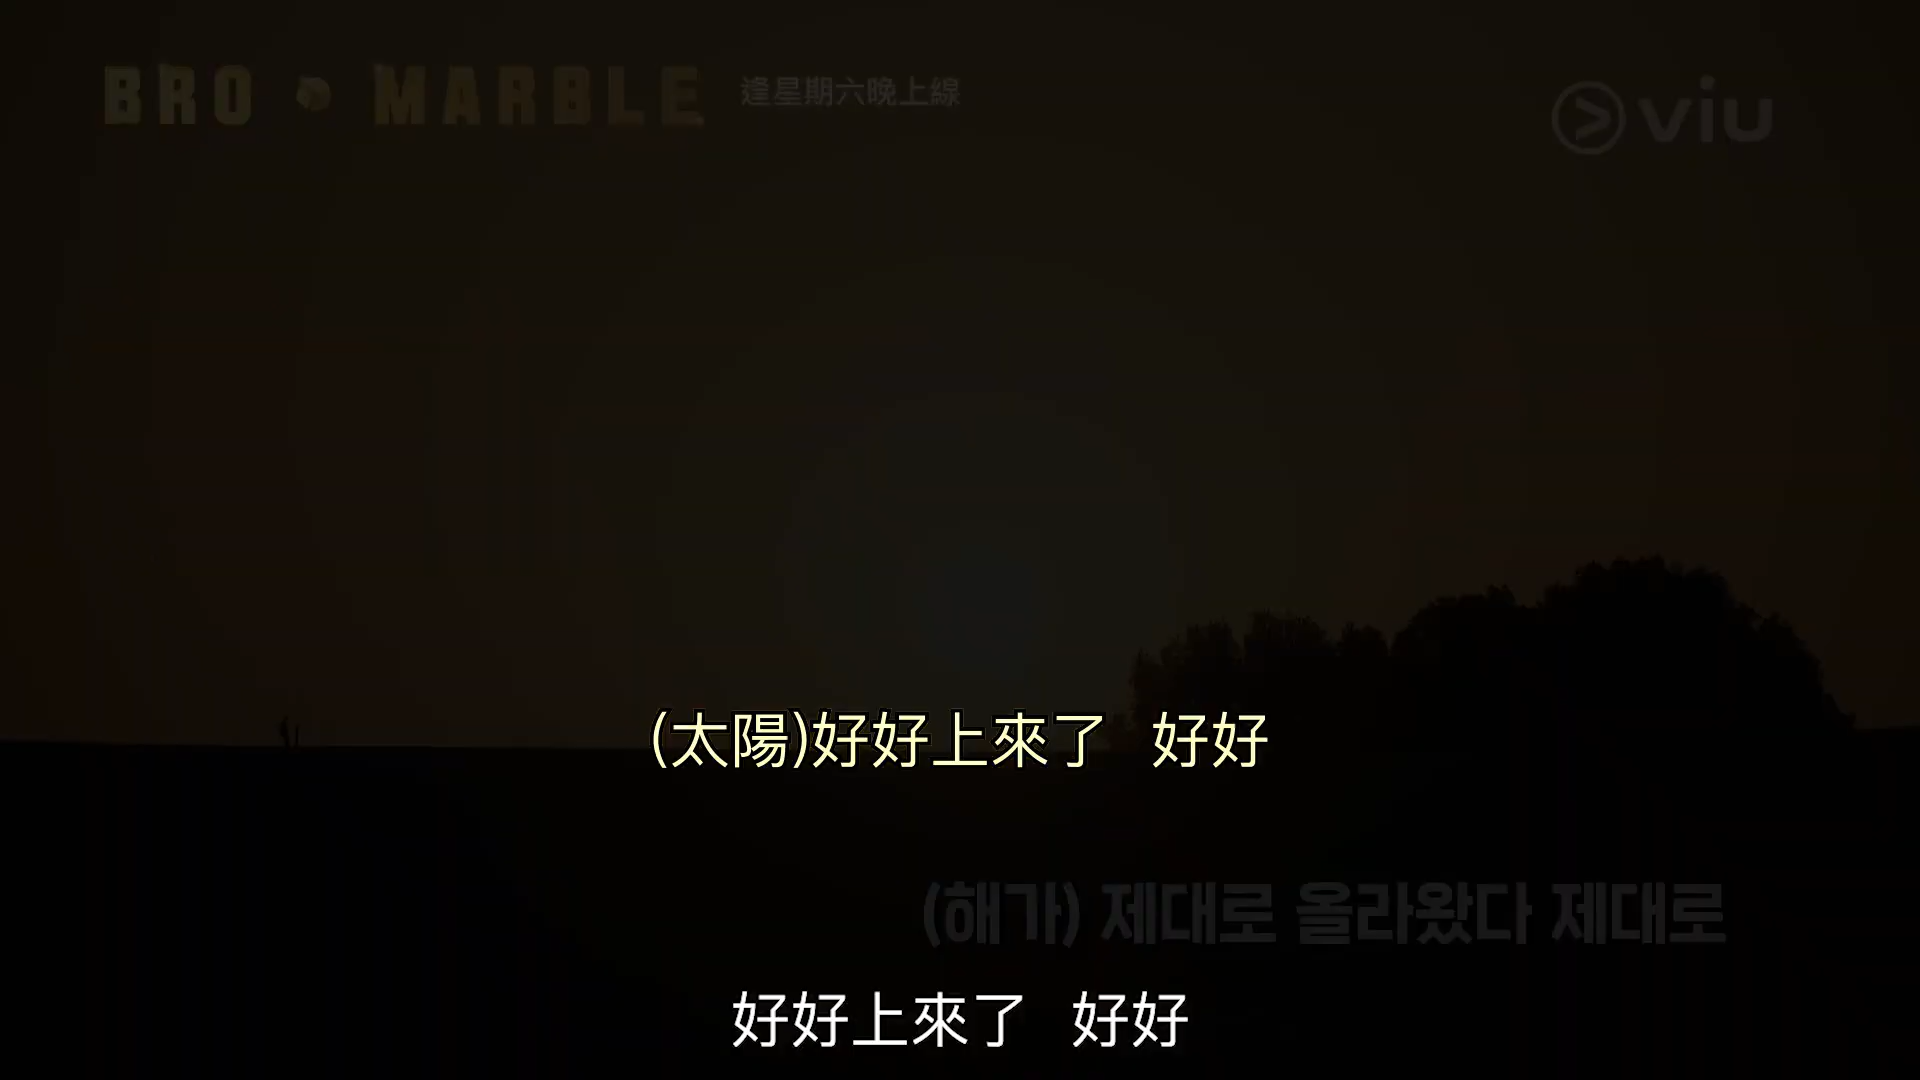 BRO MARBLE 逢星期六晚上線
viu
(太陽)好好上來了 好好
(해가) 제대로 올라왔다 제대로
好好上來了 好好